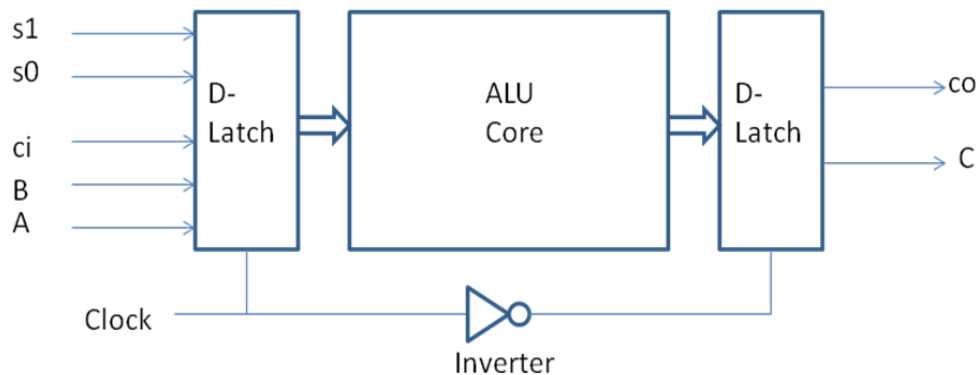 s1
s0
ci
B
A
D-
Latch
ALU
Core
D-
Latch
co
C
Clock
Inverter